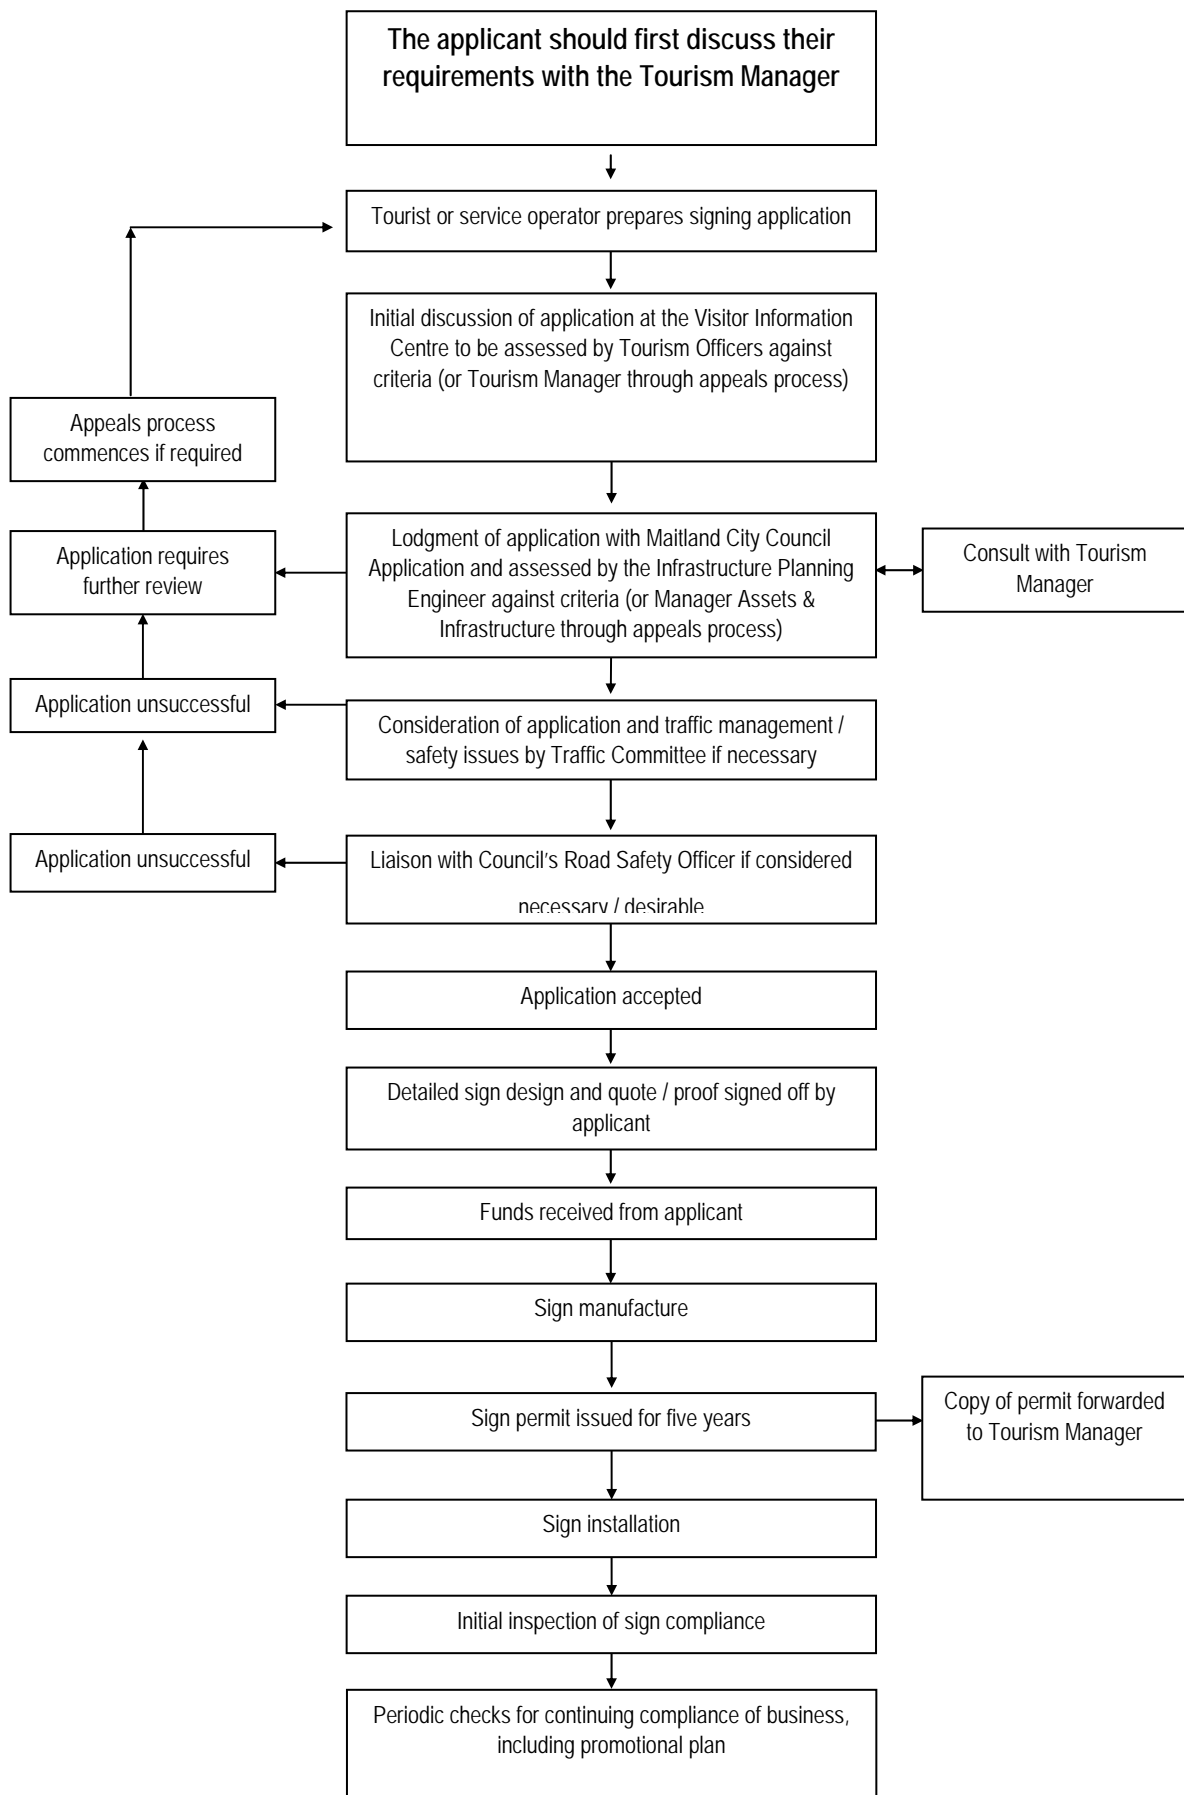 The applicant should first discuss their
requirements with the Tourism Manager
Tourist or service operator prepares signing application
Initial discussion of application at the Visitor Information
Centre to be assessed by Tourism Officers against
criteria (or Tourism Manager through appeals process)
Appeals process
commences if required
Lodgment of application with Maitland City Council
Application and assessed by the Infrastructure Planning
Engineer against criteria (or Manager Assets &
Infrastructure through appeals process)
Application requires
further review
Consult with Tourism
Manager
Application unsuccessful
Consideration of application and traffic management /
safety issues by Traffic Committee if necessary
Application unsuccessful
Liaison with Council's Road Safety Officer if considered
necessary / desirable
Application accepted
Detailed sign design and quote / proof signed off by
applicant
Funds received from applicant
Sign manufacture
Sign permit issued for five years
Copy of permit forwarded
to Tourism Manager
Sign installation
Initial inspection of sign compliance
Periodic checks for continuing compliance of business,
including promotional plan